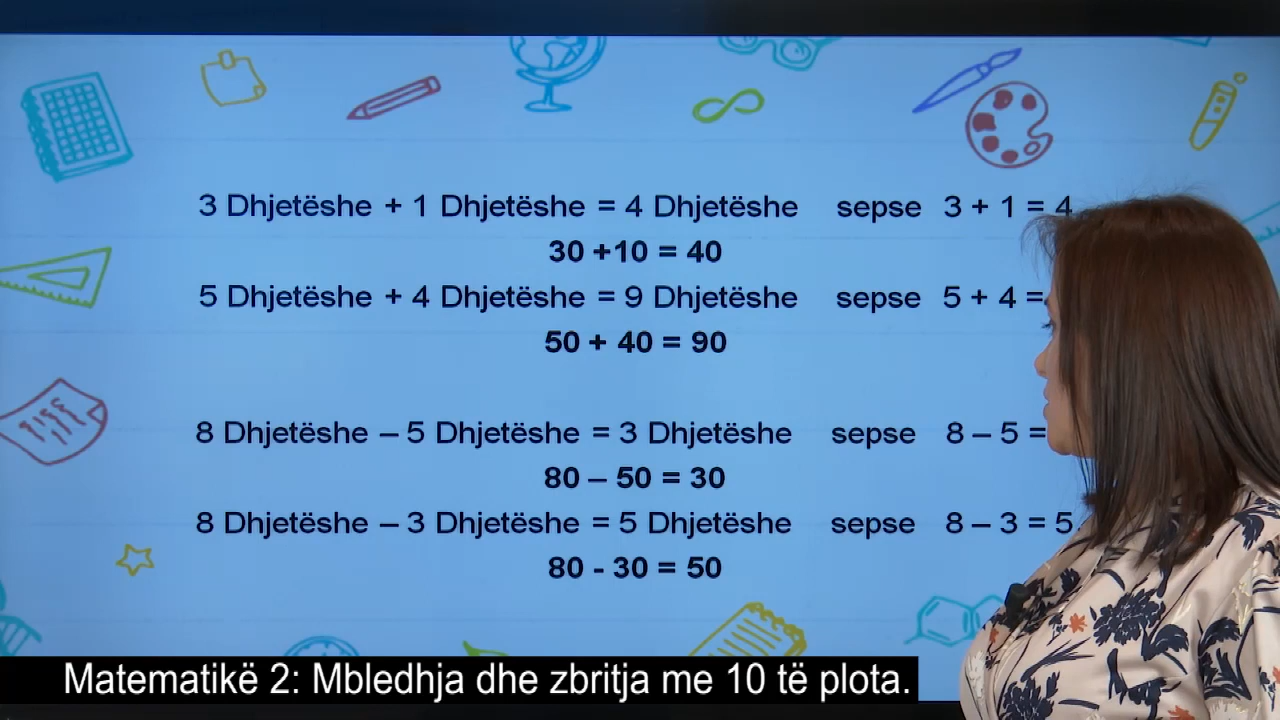 3 Dhjetëshe + 1 Dhjetëshe = 4 Dhjetëshe sepse 3 + 1 = 4
30 +10 = 40
5 Dhjetëshe + 4 Dhjetëshe = 9 Dhjetëshe sepse 5 + 4 =
50 + 40 = 90
8 Dhjetëshe – 5 Dhjetëshe = 3 Dhjetëshe sepse 8 – 5 =
80 – 50 = 30
8 Dhjetëshe – 3 Dhjetëshe = 5 Dhjetëshe sepse 8 – 3 = 5
80 - 30 = 50
Matematikë 2: Mbledhja dhe zbritja me 10 të plota.